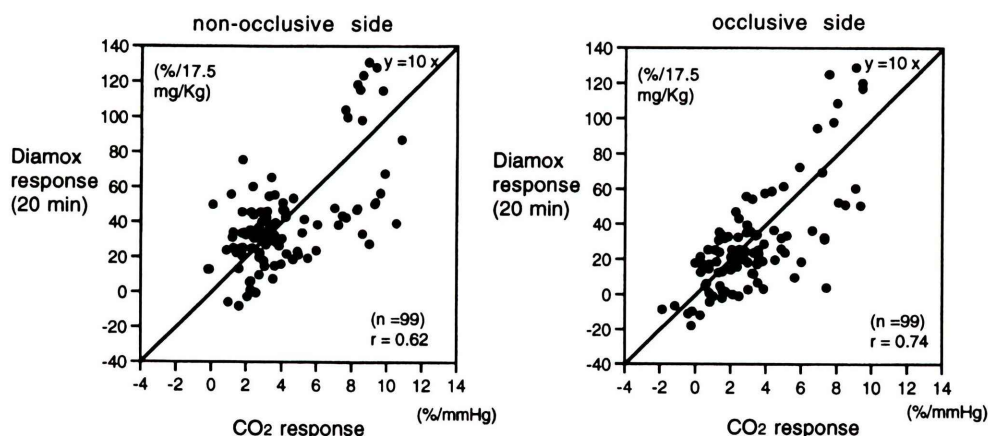 non-occlusive side
140
120
100
80
60
40
20
0
-20
-40
(%/17.5
mg/Kg)
y =10 x
Diamox
response
(20 min)
(n =99)
r = 0.62
-4 -2 0 2 4 6 8 10 12 14
(%/mmHg)
CO2 response
occlusive side
140
120
100
80
60
40
20
0
-20
-40
(%/17.5
mg/Kg)
y =10 x
Diamox
response
(20 min)
(n =99)
r = 0.74
-4 -2 0 2 4 6 8 10 12 14
(%/mmHg)
CO2 response